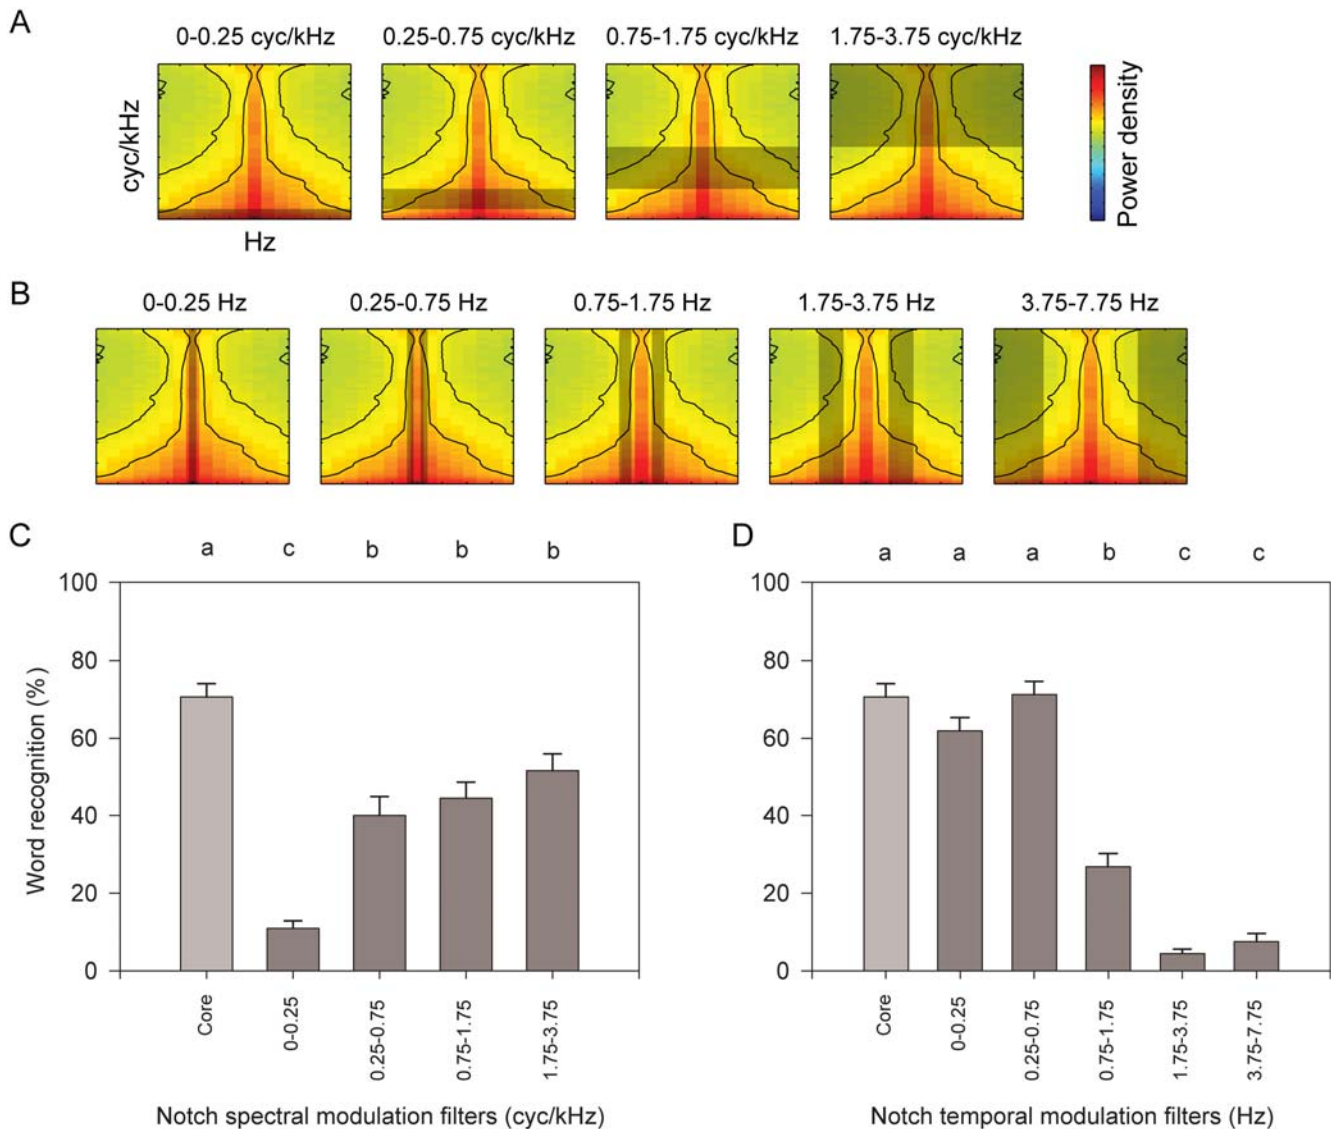 A
0-0.25 cyc/kHz 0.25-0.75 cyc/kHz 0.75-1.75 cyc/kHz 1.75-3.75 cyc/kHz
cyc/kHz
Hz
Power density
B
0-0.25 Hz 0.25-0.75 Hz 0.75-1.75 Hz 1.75-3.75 Hz 3.75-7.75 Hz
C
a c b b b
100
80
60
40
20
0
Word recognition (%)
Core 0-0.25 0.25-0.75 0.75-1.75 1.75-3.75
Notch spectral modulation filters (cyc/kHz)
D
a a a b c c
100
80
60
40
20
0
Core 0-0.25 0.25-0.75 0.75-1.75 1.75-3.75 3.75-7.75
Notch temporal modulation filters (Hz)